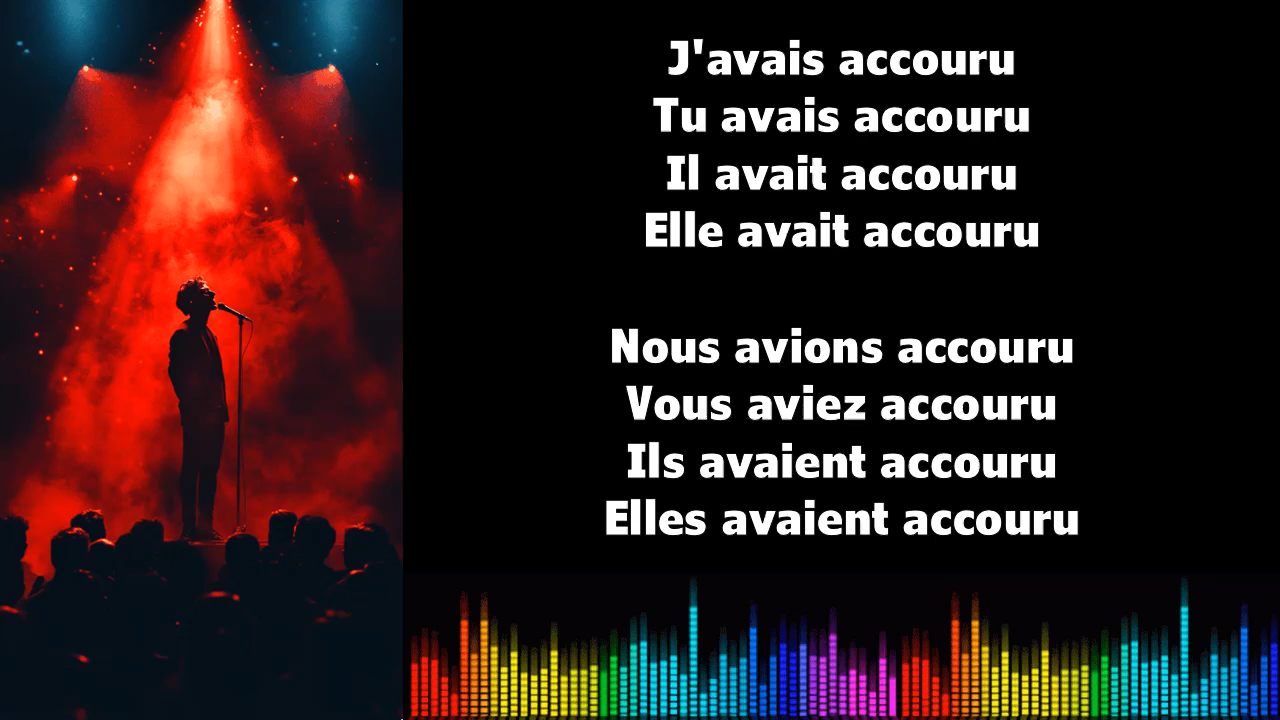 J'avais accouru
Tu avais accouru
Il avait accouru
Elle avait accouru
Nous avions accouru
Vous aviez accouru
Ils avaient accouru
Elles avaient accouru